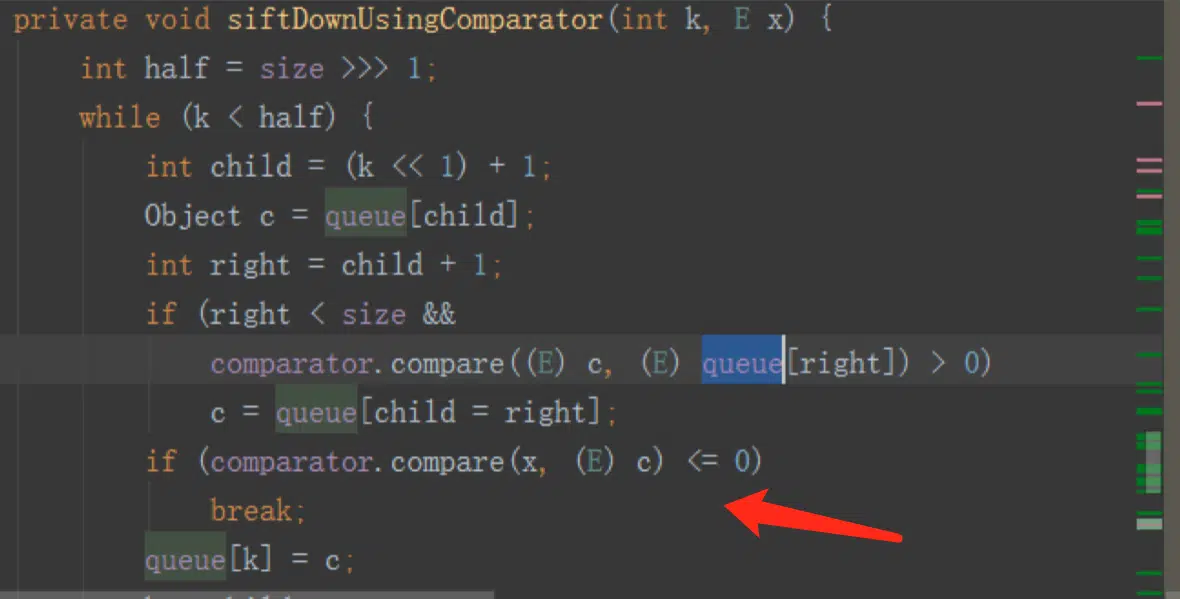 private void siftDownUsingComparator(int k, E x) {
int half = size >>> 1;
while (k < half) {
int child = (k << 1) + 1;
Object c = queue[child];
int right = child + 1;
if (right < size &&
comparator.compare((E) c, (E) queue[right]) > 0)
c = queue[child = right];
if (comparator.compare(x, (E) c) <= 0)
break;
queue[k] = c;